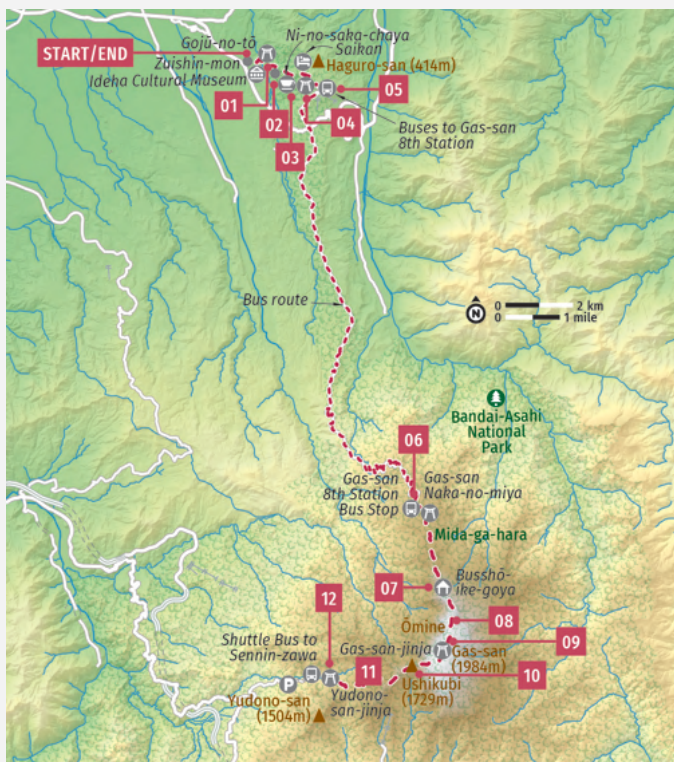 START/END
Gojū-no-tō
Zuishin-mon
Ideha Cultural Museum
Ni-no-saka-chaya
Saikan
Haguro-san (414m)
01
02
03
04
05
Buses to Gas-san
8th Station
Bus route
N
0 2 km
0 1 mile
Bandai-Asahi
National
Park
06
Gas-san
8th Station
Bus Stop
Gas-san
Naka-no-miya
Mida-ga-hara
07
Busshō-
ike-goya
Ōmine
08
09
12
Shuttle Bus to
Sennin-zawa
Gas-san-jinja
Gas-san
(1984m)
11
10
Ushikubi
(1729m)
P
Yudono-
san-jinja
Yudono-san
(1504m)